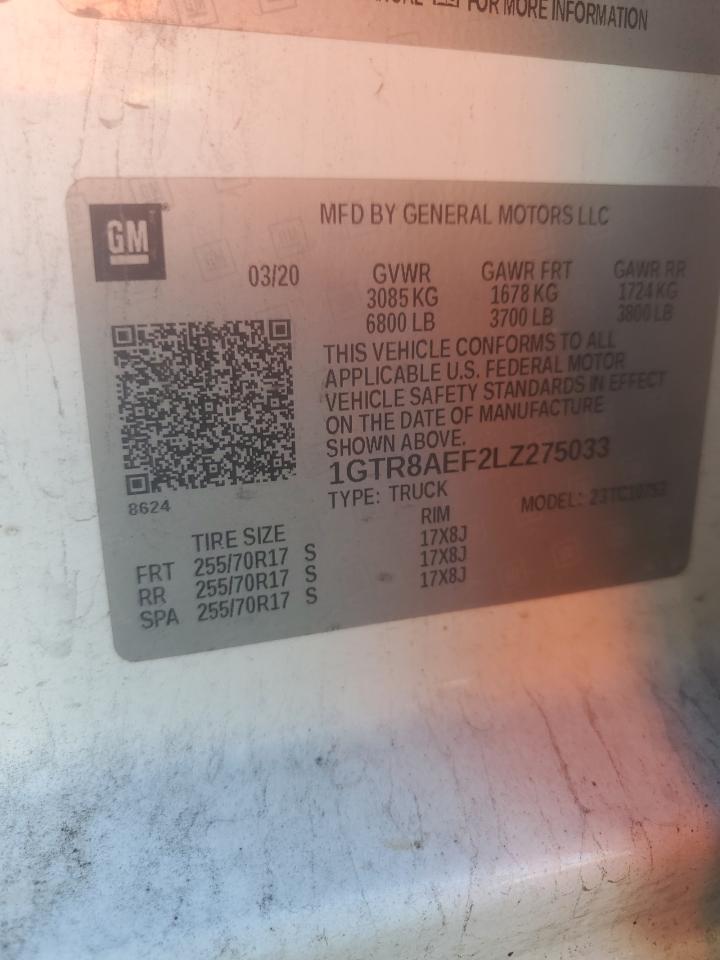 FOR MORE INFORMATION
GM
MFD BY GENERAL MOTORS LLC
03/20 GVWR GAWR FRT GAWR RR
3085 KG 1678 KG 1724 KG
6800 LB 3700 LB 3800 LB
THIS VEHICLE CONFORMS TO ALL
APPLICABLE U.S. FEDERAL MOTOR
VEHICLE SAFETY STANDARDS IN EFFECT
ON THE DATE OF MANUFACTURE
SHOWN ABOVE.
1GTR8AEF2LZ275033
8624
TYPE: TRUCK MODEL:
TIRE SIZE RIM
FRT 255/70R17 S 17X8J
RR 255/70R17 S 17X8J
SPA 255/70R17 S 17X8J